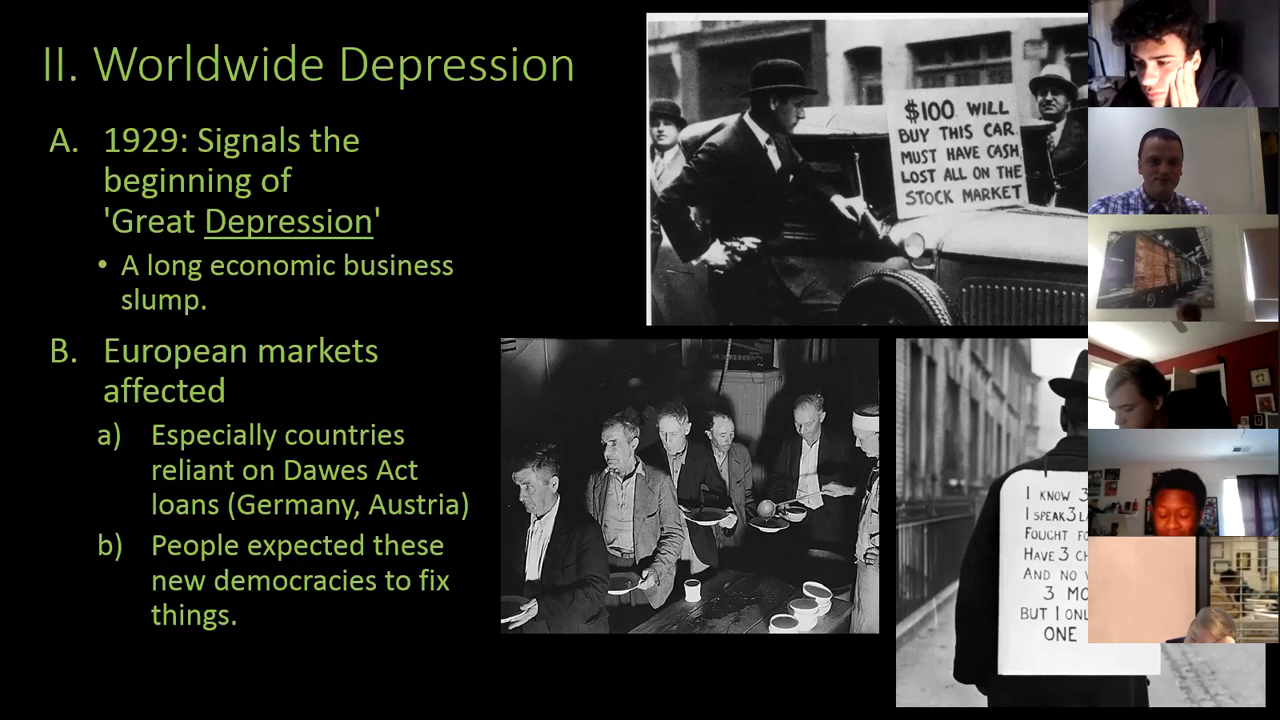 II. Worldwide Depression
A. 1929: Signals the
beginning of
'Great Depression'
• A long economic business
slump.
B. European markets
affected
a) Especially countries
reliant on Dawes Act
loans (Germany, Austria)
b) People expected these
new democracies to fix
things.
$100 WILL
BUY THIS CAR.
MUST HAVE CASH
LOST ALL ON THE
STOCK MARKET
I KNOW 3
I SPEAK 3
FOUGHT
HAVE 3
AND NO
3
BUT I
ONE